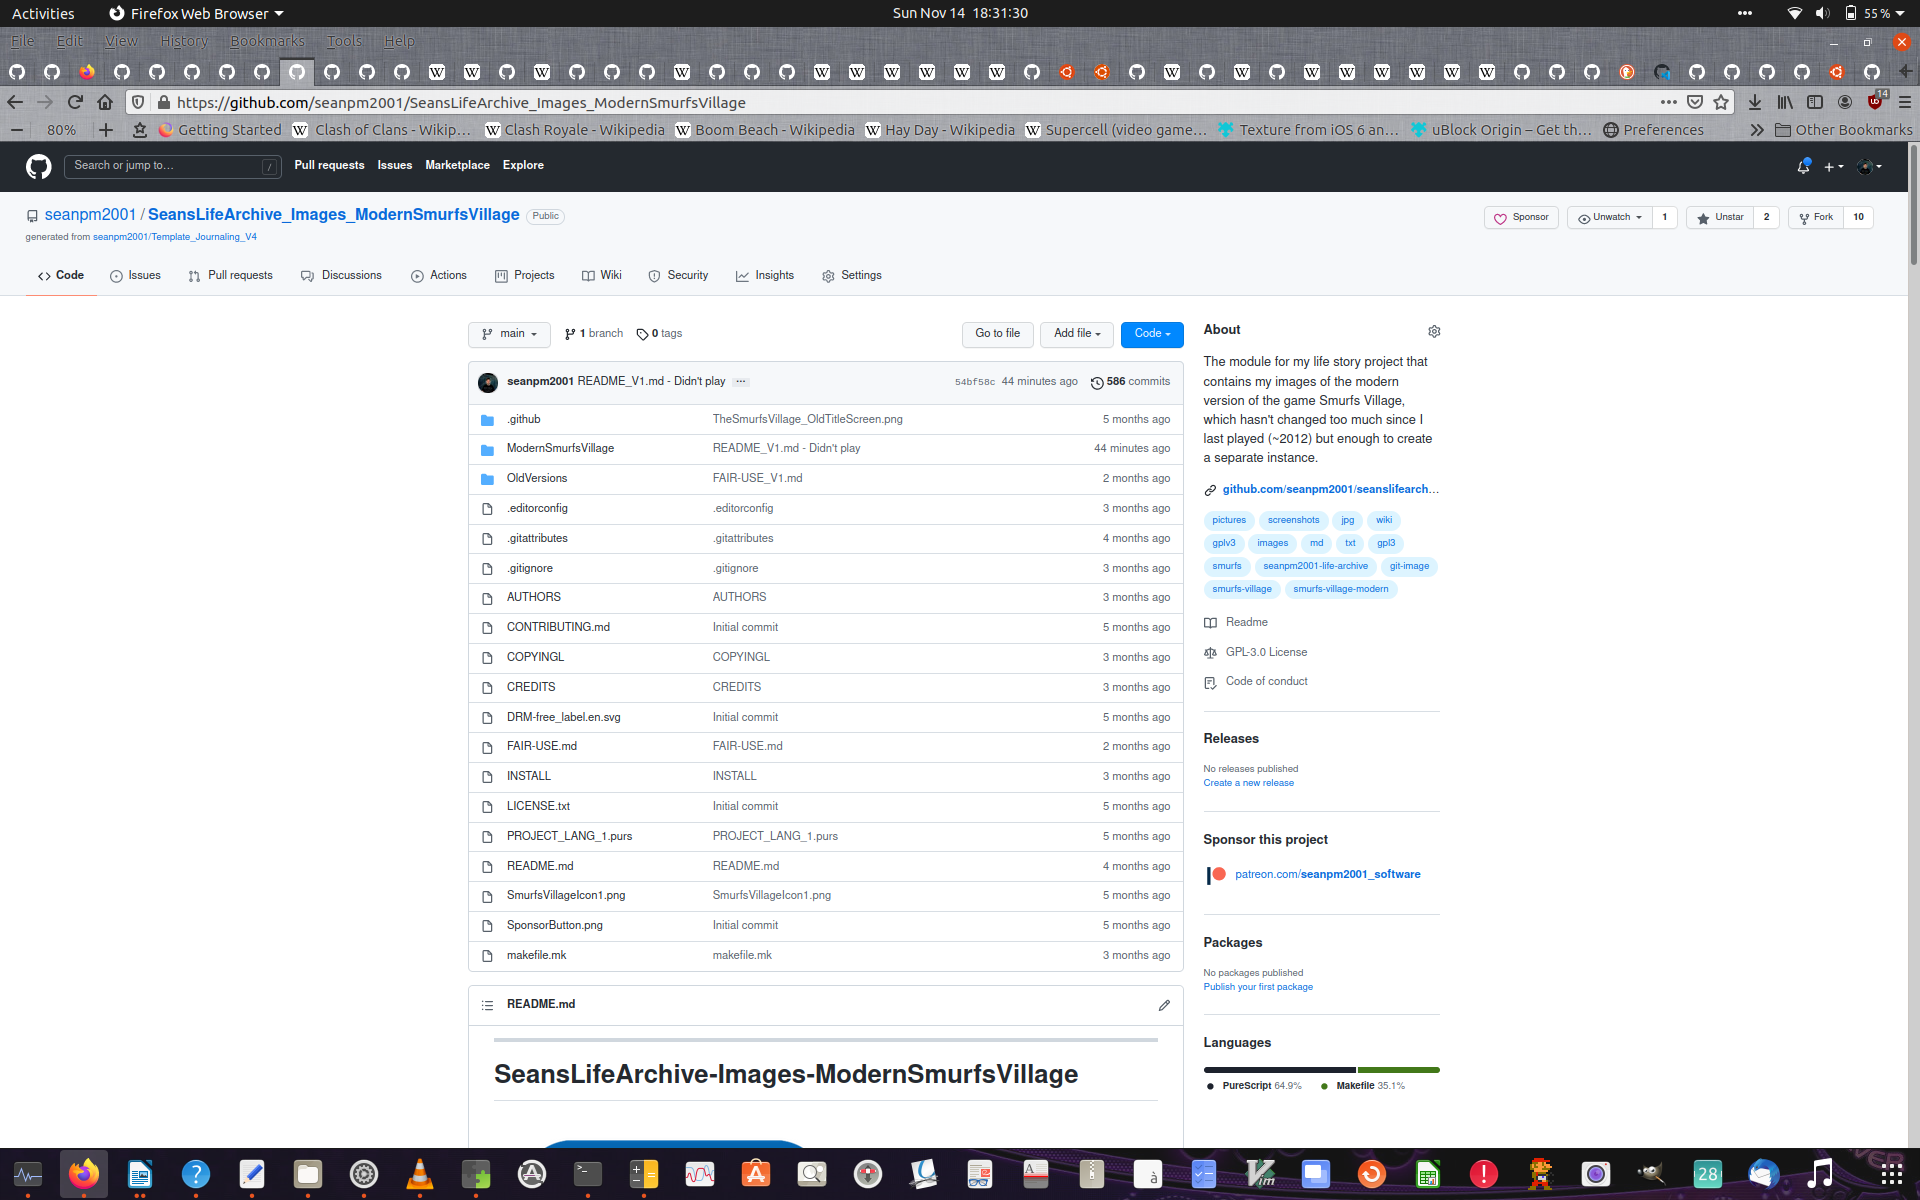 Activities Firefox Web Browser Sun Nov 14 18:31:30 55 %
File Edit View History Bookmarks Tools Help
https://github.com/seanpm2001/SeansLifeArchive_Images_ModernSmurfsVillage 14
80% Getting Started Clash of Clans - Wikip… Clash Royale - Wikipedia Boom Beach - Wikipedia Hay Day - Wikipedia Supercell (video game… Texture from iOS 6 an… uBlock Origin – Get th… Preferences Other Bookmarks
Search or jump to… / Pull requests Issues Marketplace Explore
seanpm2001 / SeansLifeArchive_Images_ModernSmurfsVillage Public Sponsor Unwatch 1 Unstar 2 Fork 10
generated from seanpm2001/Template_Journaling_V4
Code Issues Pull requests Discussions Actions Projects Wiki Security Insights Settings
main 1 branch 0 tags Go to file Add file Code
seanpm2001 README_V1.md - Didn't play ... 54bf58c 44 minutes ago 586 commits
.github TheSmurfsVillage_OldTitleScreen.png 5 months ago
ModernSmurfsVillage README_V1.md - Didn't play 44 minutes ago
OldVersions FAIR-USE_V1.md 2 months ago
.editorconfig .editorconfig 3 months ago
.gitattributes .gitattributes 4 months ago
.gitignore .gitignore 3 months ago
AUTHORS AUTHORS 3 months ago
CONTRIBUTING.md Initial commit 5 months ago
COPYINGL COPYINGL 3 months ago
CREDITS CREDITS 3 months ago
DRM-free_label.en.svg Initial commit 5 months ago
FAIR-USE.md FAIR-USE.md 2 months ago
INSTALL INSTALL 3 months ago
LICENSE.txt Initial commit 5 months ago
PROJECT_LANG_1.purs PROJECT_LANG_1.purs 5 months ago
README.md README.md 4 months ago
SmurfsVillageIcon1.png SmurfsVillageIcon1.png 5 months ago
SponsorButton.png Initial commit 5 months ago
makefile.mk makefile.mk 3 months ago
README.md
SeansLifeArchive-Images-ModernSmurfsVillage
About
The module for my life story project that
contains my images of the modern
version of the game Smurfs Village,
which hasn't changed too much since I
last played (~2012) but enough to create
a separate instance.
github.com/seanpm2001/seanslifearch…
pictures screenshots jpg wiki
gplv3 images md txt gpl3
smurfs seanpm2001-life-archive git-image
smurfs-village smurfs-village-modern
Readme
GPL-3.0 License
Code of conduct
Releases
No releases published
Create a new release
Sponsor this project
patreon.com/seanpm2001_software
Packages
No packages published
Publish your first package
Languages
PureScript 64.9% Makefile 35.1%
28